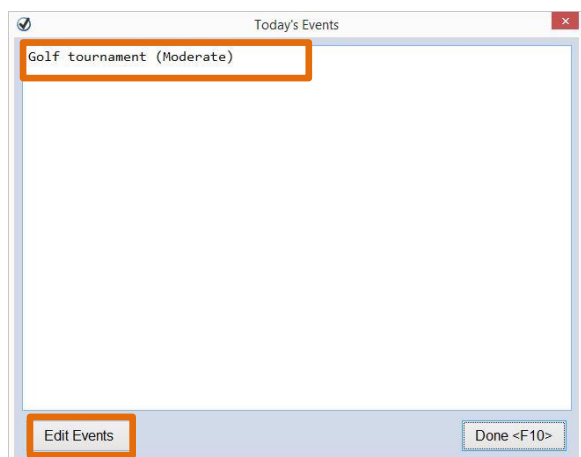 Today's Events
Golf tournament (Moderate)
Edit Events
Done <F10>